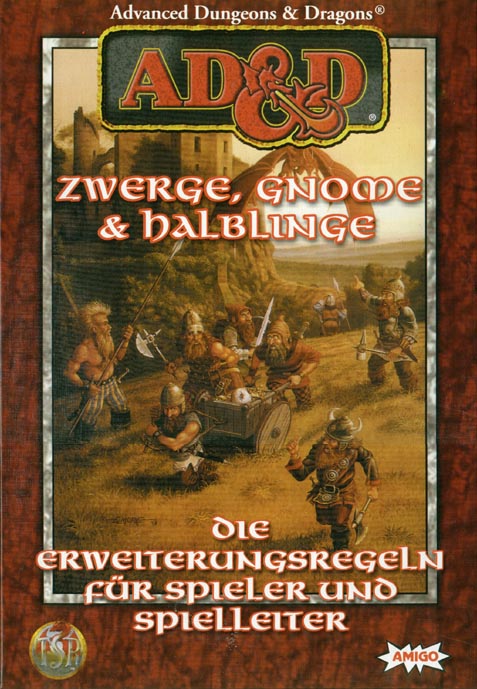 Advanced Dungeons & Dragons®
AD&D®
ZWERGE, GNOME
& HALBLINGE
DIE
ERWEITERUNGSREGELN
FÜR SPIELER UND
SPIELLEITER
TSR
AMIGO